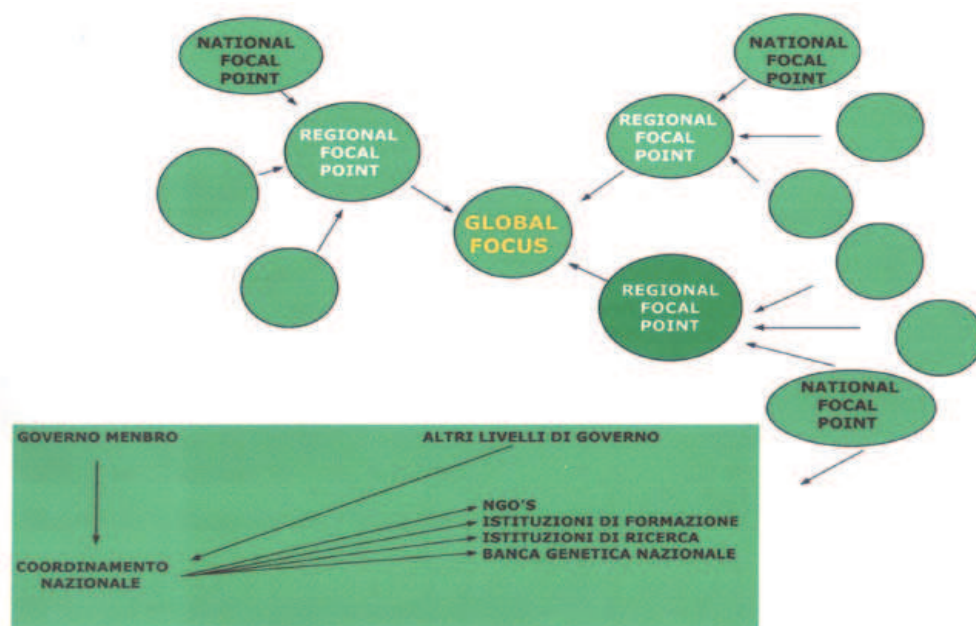 NATIONAL
FOCAL
POINT
REGIONAL
FOCAL
POINT
GLOBAL
FOCUS
NATIONAL
FOCAL
POINT
REGIONAL
FOCAL
POINT
REGIONAL
FOCAL
POINT
NATIONAL
FOCAL
POINT
GOVERNO MENBRO
ALTRI LIVELLI DI GOVERNO
NGO'S
ISTITUZIONI DI FORMAZIONE
ISTITUZIONI DI RICERCA
BANCA GENETICA NAZIONALE
COORDINAMENTO
NAZIONALE